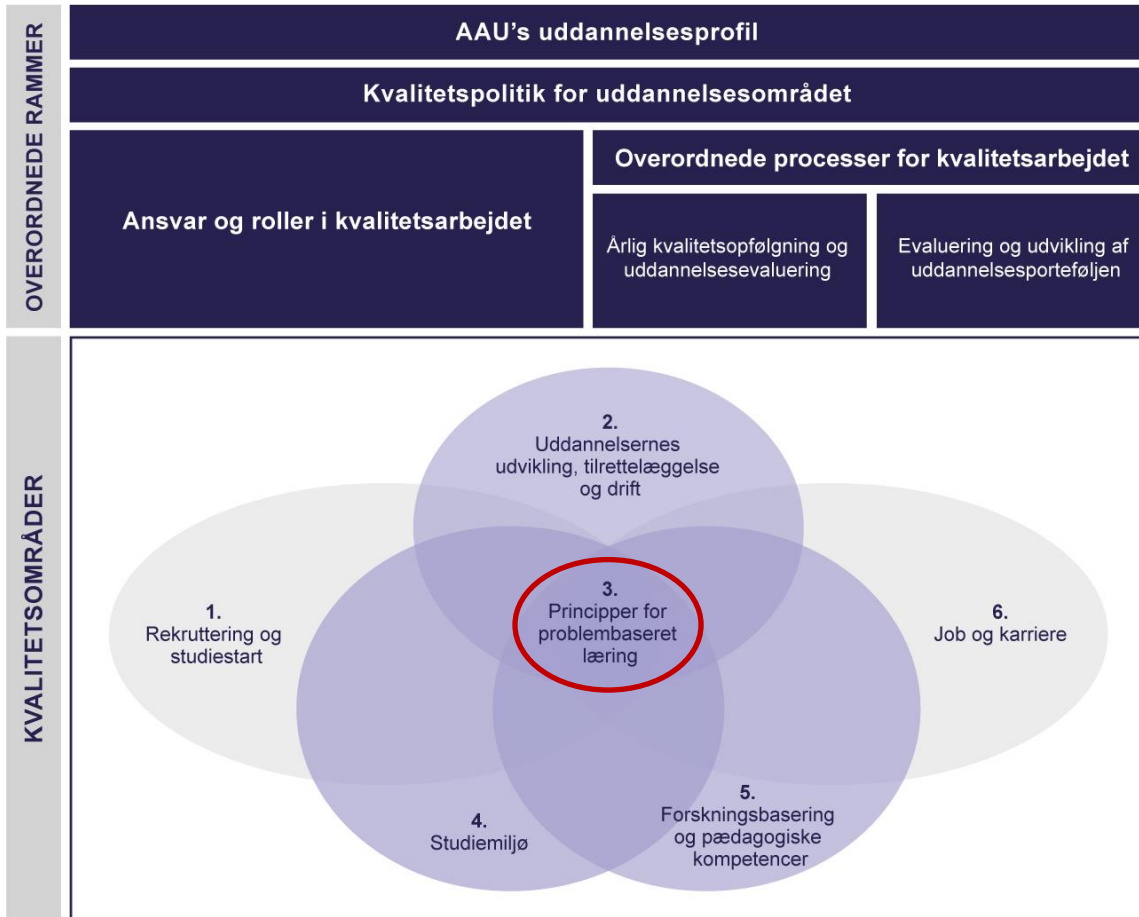 OVERORDNEDE RAMMER
AAU's uddannelsesprofil
Kvalitetspolitik for uddannelsesområdet
Ansvar og roller i kvalitetsarbejdet
Overordnede processer for kvalitetsarbejdet
Årlig kvalitetsopfølgning og
uddannelsesevaluering
Evaluering og udvikling af
uddannelsesporteføljen
KVALITETSOMRÅDER
1.
Rekruttering og
studiestart
2.
Uddannelsernes
udvikling, tilrettelæggelse
og drift
3.
Principper for
problembaseret
læring
4.
Studiemiljø
5.
Forskningsbasering
og pædagogiske
kompetencer
6.
Job og karriere